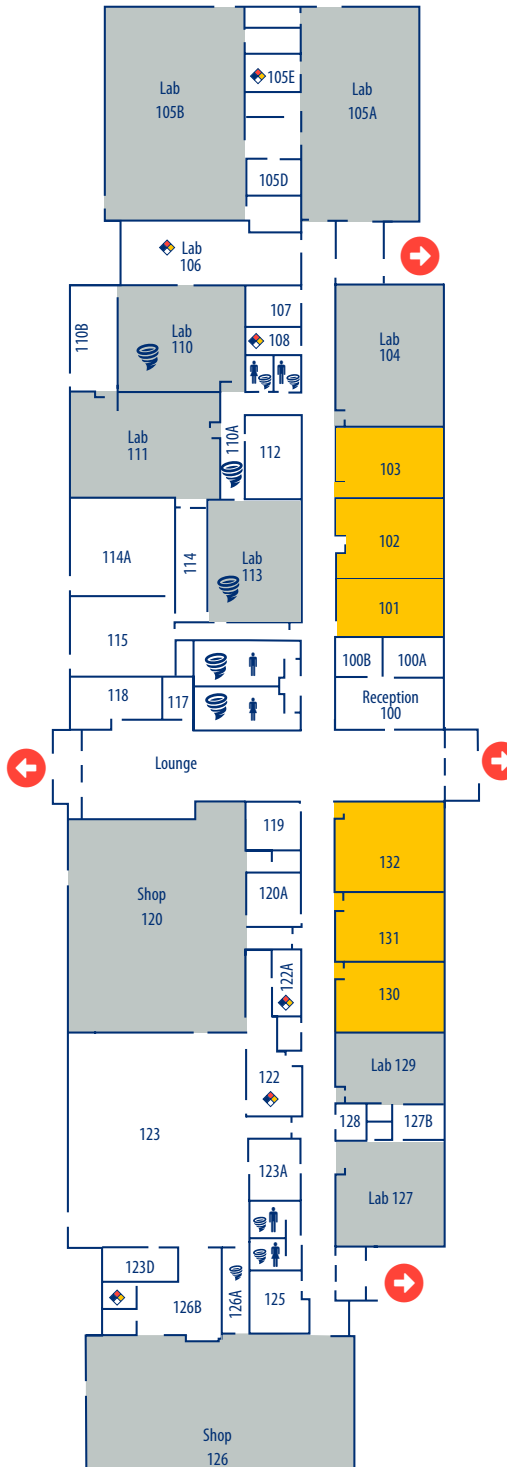 105E
Lab
105B
Lab
105A
105D
Lab
106
107
110B
Lab
110
108
Lab
104
110A
Lab
111
112
103
114A
114
Lab
113
102
101
115
100B
100A
118
117
Reception
100
Lounge
119
132
Shop
120
120A
131
122A
130
122
Lab 129
128
127B
123
123A
Lab 127
123D
126B
126A
125
Shop
126